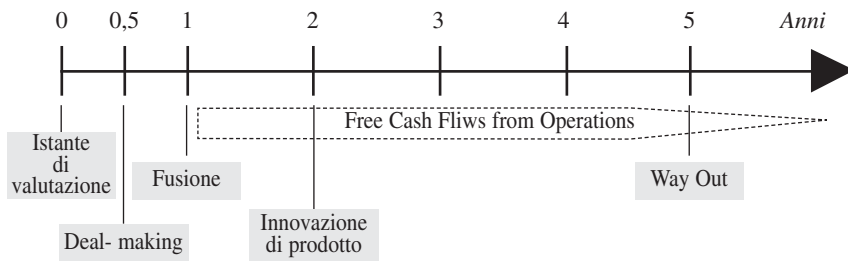 0 0,5 1 2 3 4 5 Anni
Free Cash Fliws from Operations
Istante
di
valutazione
Fusione
Way Out
Deal- making
Innovazione
di prodotto